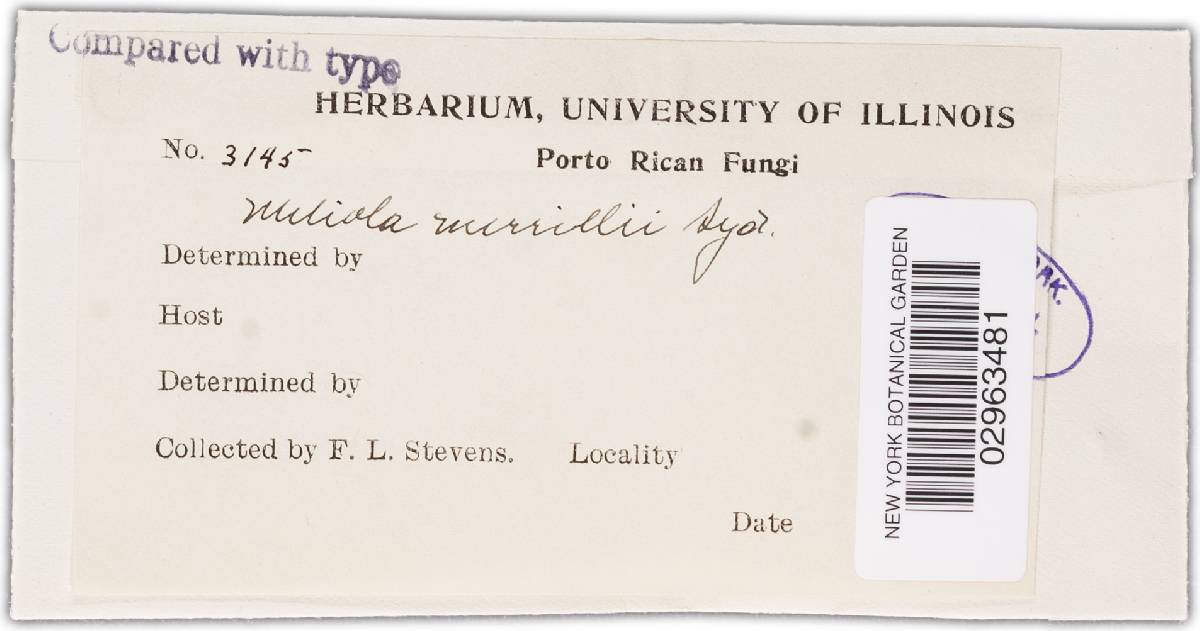 Compared with type
HERBARIUM, UNIVERSITY OF ILLINOIS
No. 3145
Porto Rican Fungi
Meliola merrillii Syd.
Determined by
Host
Determined by
Collected by F. L. Stevens. Locality
Date
NEW YORK BOTANICAL GARDEN
02963481